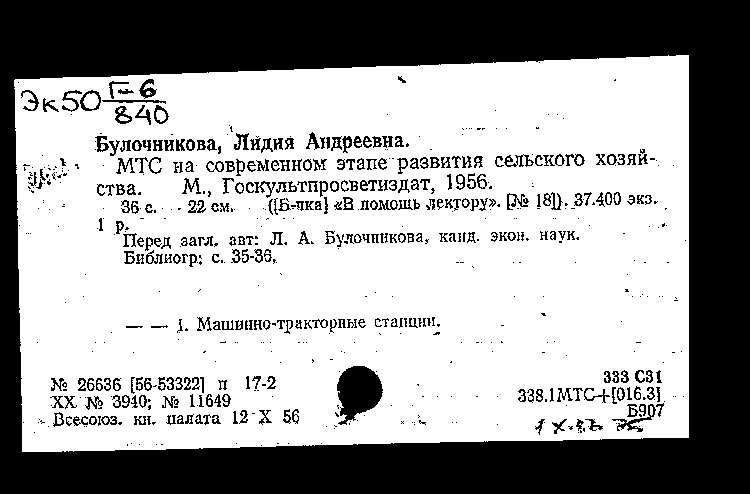 Эк50 Г-6
840
Булочникова, Лидия Андреевна.
МТС на современном этапе развития сельского хозяй-
ства. М., Госкультпросветиздат, 1956.
36 с. 22 см. ([Б-чка] «В помощь лектору». [№ 18]). 37.400 экз.
1 р.
Перед загл. авт: Л. А. Булочникова, канд. экон. наук.
Библиогр: с. 35-36.
— — 1. Машинно-тракторные станции.
№ 26636 [56-53322] п 17-2
XX № 3940; № 11649
Всесоюз. кн. палата 12 X 56
333 С31
338.1МТС+[016.3]
Б907